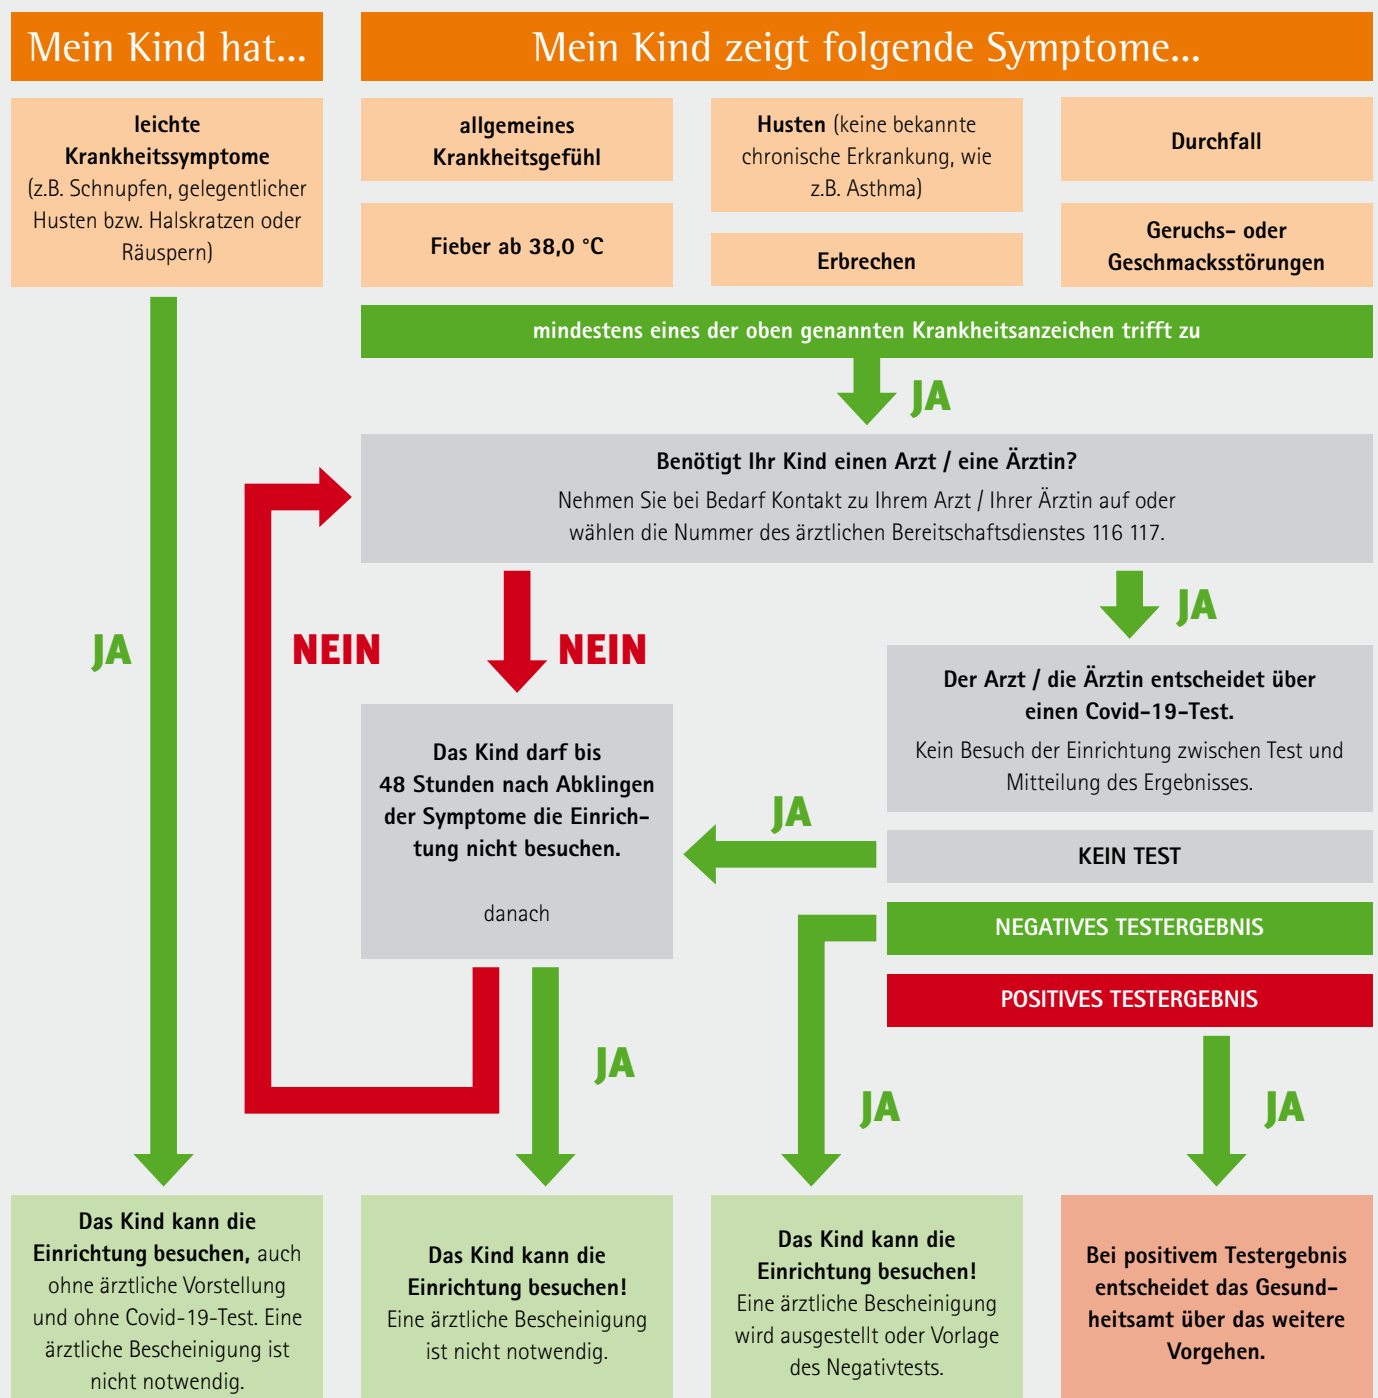 Mein Kind hat...
Mein Kind zeigt folgende Symptome...
leichte
Krankheitssymptome
(z.B. Schnupfen, gelegentlicher
Husten bzw. Halskratzen oder
Räuspern)
allgemeines
Krankheitsgefühl
Fieber ab 38,0 °C
Husten (keine bekannte
chronische Erkrankung, wie
z.B. Asthma)
Erbrechen
Durchfall
Geruchs- oder
Geschmacksstörungen
mindestens eines der oben genannten Krankheitsanzeichen trifft zu
JA
Benötigt Ihr Kind einen Arzt / eine Ärztin?
Nehmen Sie bei Bedarf Kontakt zu Ihrem Arzt / Ihrer Ärztin auf oder
wählen die Nummer des ärztlichen Bereitschaftsdienstes 116 117.
JA
NEIN
NEIN
JA
Der Arzt / die Ärztin entscheidet über
einen Covid-19-Test.
Kein Besuch der Einrichtung zwischen Test und
Mitteilung des Ergebnisses.
Das Kind darf bis
48 Stunden nach Abklingen
der Symptome die Einrich-
tung nicht besuchen.
danach
JA
KEIN TEST
NEGATIVES TESTERGEBNIS
POSITIVES TESTERGEBNIS
JA
JA
JA
Das Kind kann die
Einrichtung besuchen, auch
ohne ärztliche Vorstellung
und ohne Covid-19-Test. Eine
ärztliche Bescheinigung ist
nicht notwendig.
Das Kind kann die
Einrichtung besuchen!
Eine ärztliche Bescheinigung
ist nicht notwendig.
Das Kind kann die
Einrichtung besuchen!
Eine ärztliche Bescheinigung
wird ausgestellt oder Vorlage
des Negativtests.
Bei positivem Testergebnis
entscheidet das Gesund-
heitsamt über das weitere
Vorgehen.